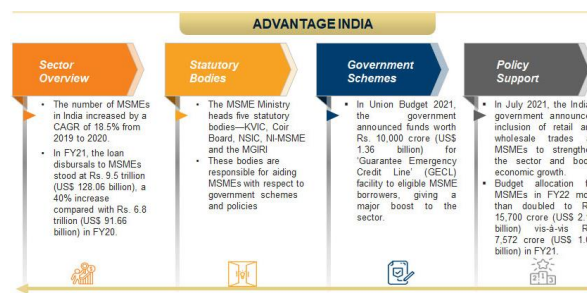 ADVANTAGE INDIA
Sector
Overview
• The number of MSMEs
in India increased by a
CAGR of 18.5% from
2019 to 2020.
• In FY21, the loan
disbursals to MSMEs
stood at Rs. 9.5 trillion
(US$ 128.06 billion), a
40% increase
compared with Rs. 6.8
trillion (US$ 91.66
billion) in FY20.
Statutory
Bodies
• The MSME Ministry
heads five statutory
bodies—KVIC, Coir
Board, NSIC, NI-MSME
and the MGIRI
• These bodies are
responsible for aiding
MSMEs with respect to
government schemes
and policies
Government
Schemes
• In Union Budget 2021,
the government
announced funds worth
Rs. 10,000 crore (US$
1.36 billion) for
'Guarantee Emergency
Credit Line' (GECL)
facility to eligible MSME
borrowers, giving a
major boost to the
sector.
Policy
Support
• In July 2021, the
government
inclusion of retail
wholesale trades
MSMEs to
the sector and
economic growth.
▪ Budget allocation
MSMEs in FY22
than doubled to
15,700 crore (US$
billion) vis-à-vis
7,572 crore (US$
billion) in FY21.